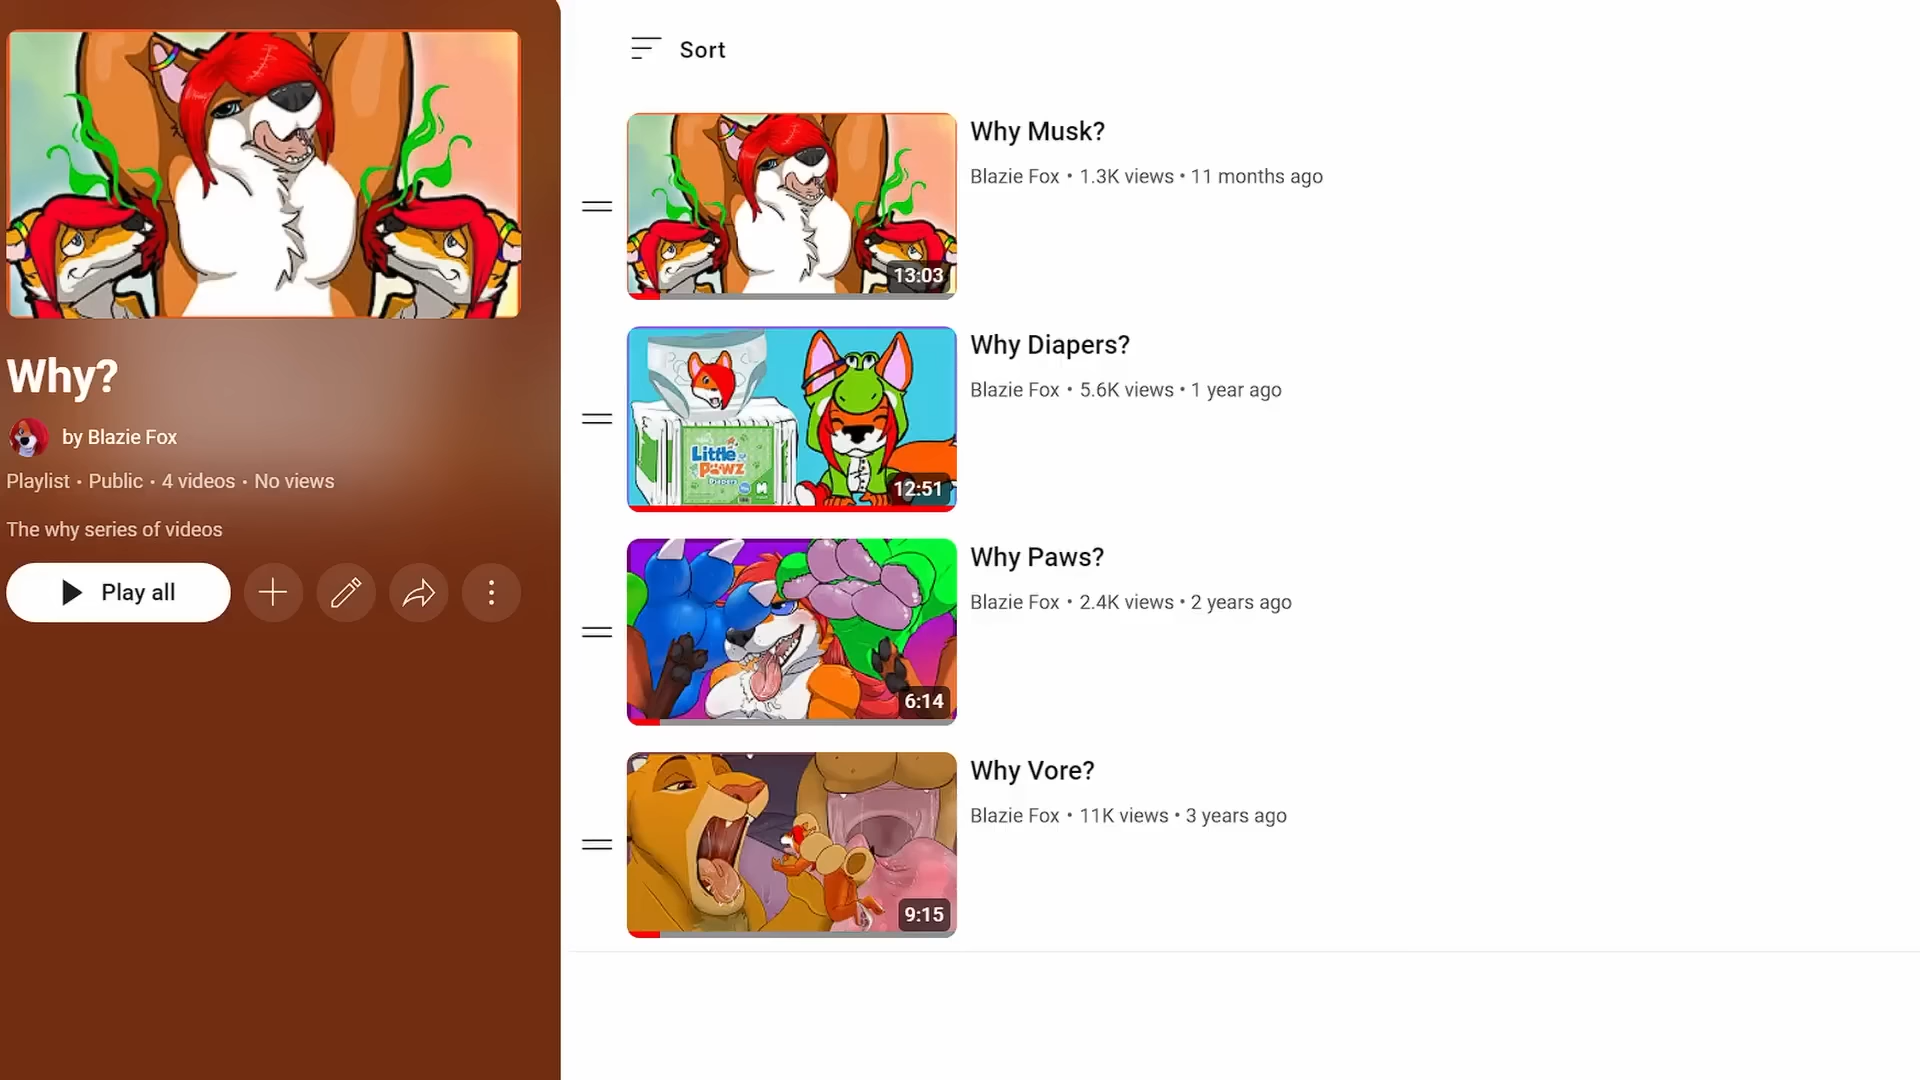 Why?
by Blazie Fox
Playlist • Public • 4 videos • No views
The why series of videos
Play all
Sort
Why Musk?
Blazie Fox • 1.3K views • 11 months ago
13:03
Why Diapers?
Blazie Fox • 5.6K views • 1 year ago
Little
Pawz
Diapers
M
12:51
Why Paws?
Blazie Fox • 2.4K views • 2 years ago
6:14
Why Vore?
Blazie Fox • 11K views • 3 years ago
9:15